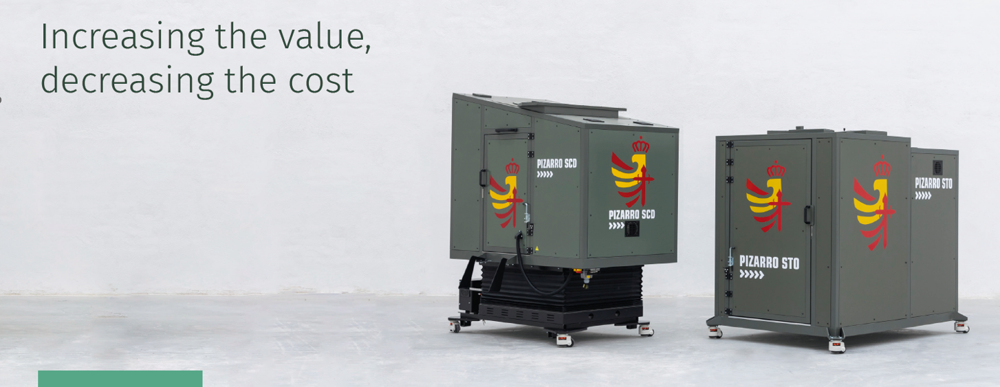 Increasing the value,
decreasing the cost
PIZARRO SCD
PIZARRO SCD
PIZARRO STO
PIZARRO STO